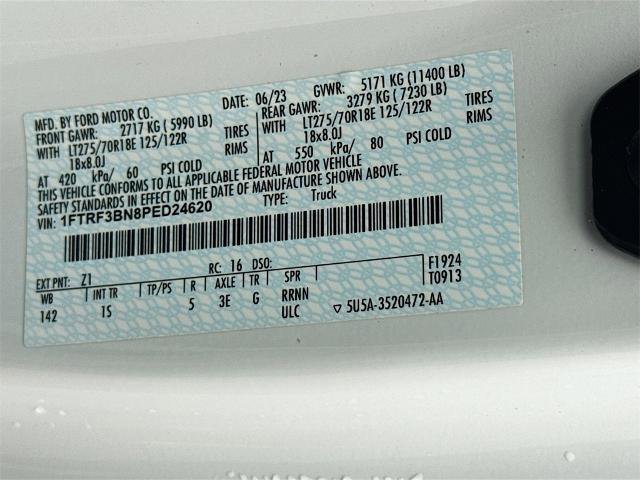 MFD. BY FORD MOTOR CO. DATE: 06/23 GVWR: 5171 KG (11400 LB)
FRONT GAWR: 2717 KG (5990 LB) REAR GAWR: 3279 KG (7230 LB)
WITH LT275/70R18E 125/122R TIRES WITH LT275/70R18E 125/122R TIRES
18x8.0J RIMS 18x8.0J RIMS
AT 420 kPa/ 60 PSI COLD AT 550 kPa/ 80 PSI COLD
THIS VEHICLE CONFORMS TO ALL APPLICABLE FEDERAL MOTOR VEHICLE
SAFETY STANDARDS IN EFFECT ON THE DATE OF MANUFACTURE SHOWN ABOVE.
VIN: 1FTRF3BN8PED24620 TYPE: Truck
EXT PNT: Z1 RC: 16 DSO: F1924
WB INT TR TP/PS R AXLE TR SPR T0913
142 1S 5 3E G RRNN
ULC ▽ 5U5A-3520472-AA